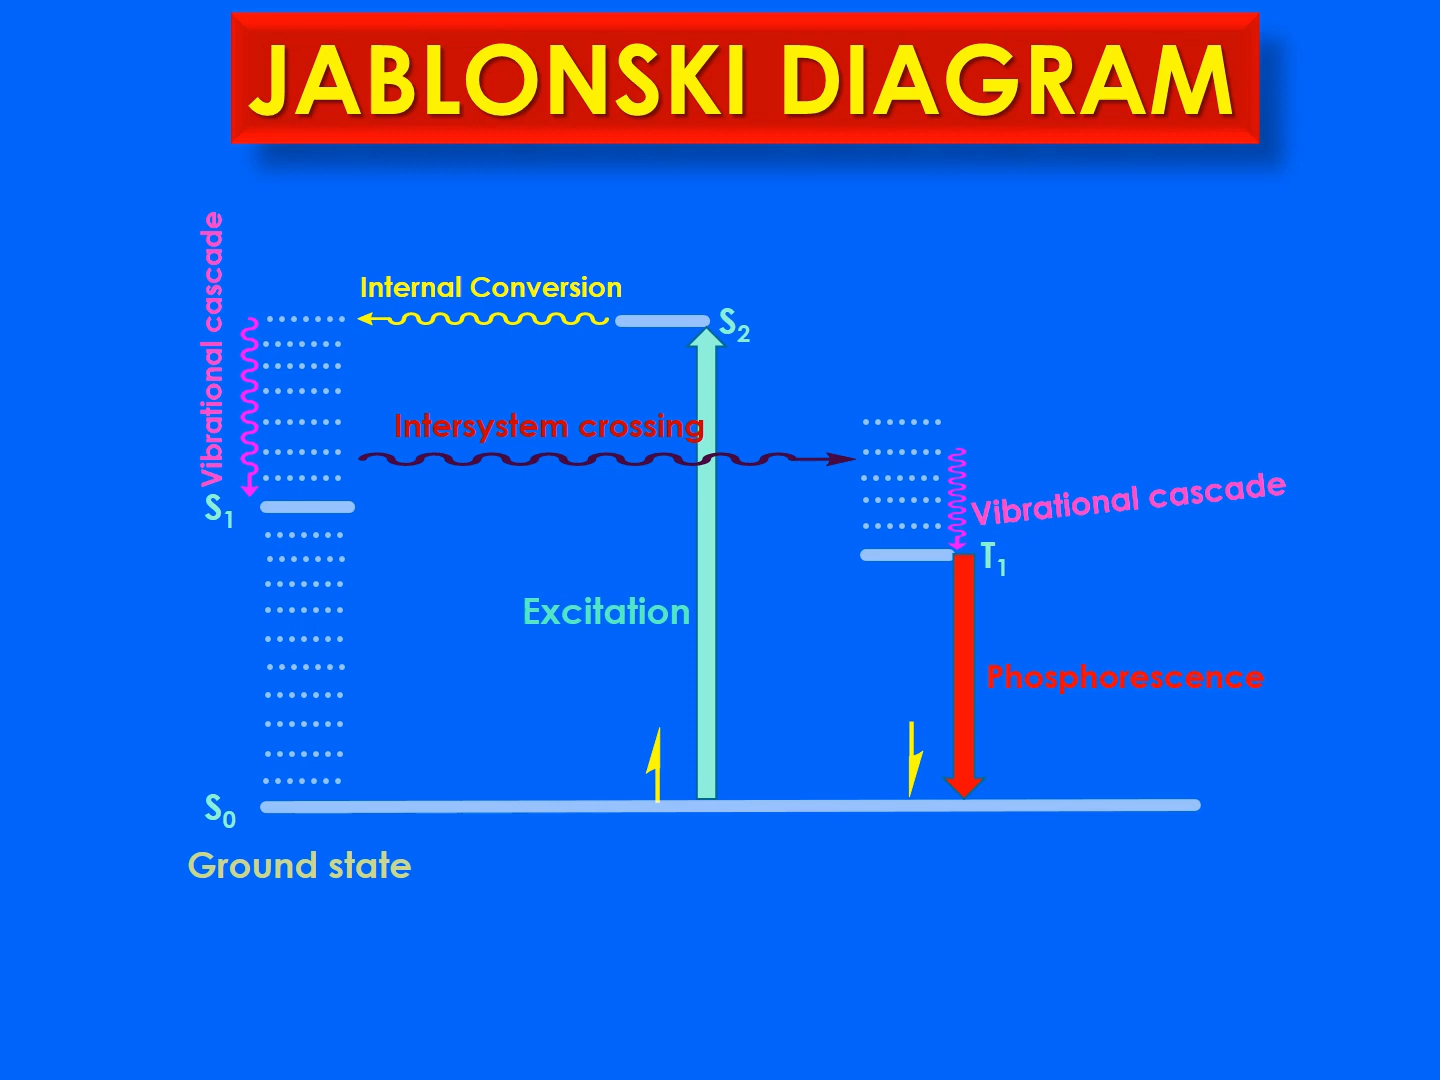 JABLONSKI DIAGRAM
Vibrational cascade
Internal Conversion
S2
Intersystem crossing
Vibrational cascade
S1
T1
Excitation
Phosphorescence
S0
Ground state